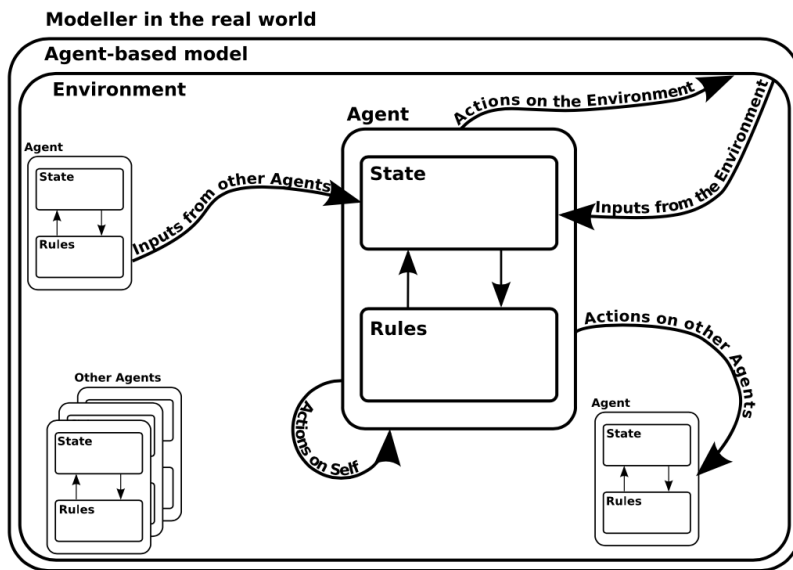 Modeller in the real world
Agent-based model
Environment
Actions on the Environment
Inputs from the Environment
Agent
State
Rules
Inputs from other Agents
Agent
State
Rules
Actions on other Agents
Actions on Self
Other Agents
State
Rules
Agent
State
Rules